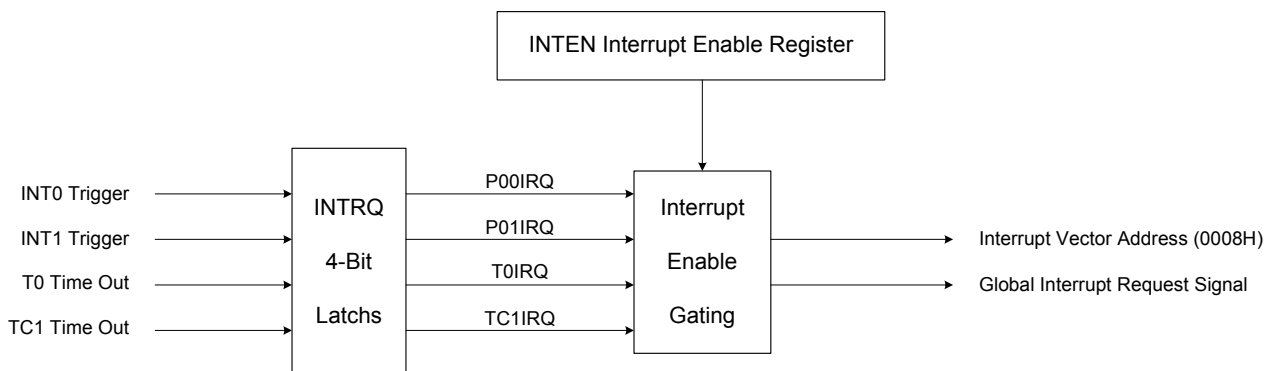 INTEN Interrupt Enable Register
INT0 Trigger
INT1 Trigger
T0 Time Out
TC1 Time Out
INTRQ
4-Bit
Latchs
P00IRQ
P01IRQ
T0IRQ
TC1IRQ
Interrupt
Enable
Gating
Interrupt Vector Address (0008H)
Global Interrupt Request Signal